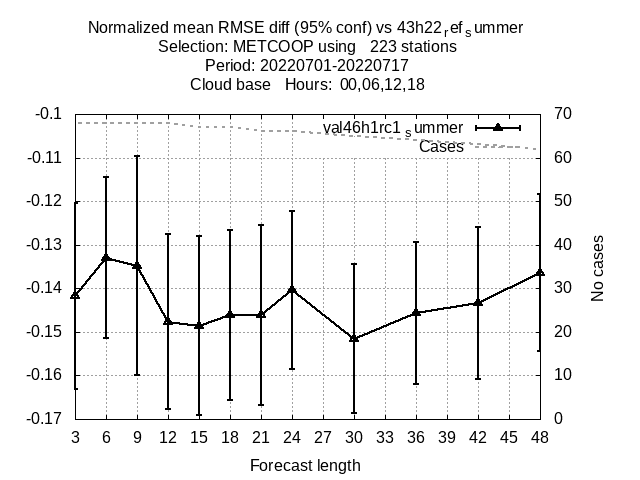 Normalized mean RMSE diff (95% conf) vs 43h22refsummer
Selection: METCOOP using 223 stations
Period: 20220701-20220717
Cloud base Hours: 00,06,12,18
-0.1
-0.11
-0.12
-0.13
-0.14
-0.15
-0.16
-0.17
val46h1rc1summer
Cases
70
60
50
40
30
20
10
0
No cases
3 6 9 12 15 18 21 24 27 30 33 36 39 42 45 48
Forecast length